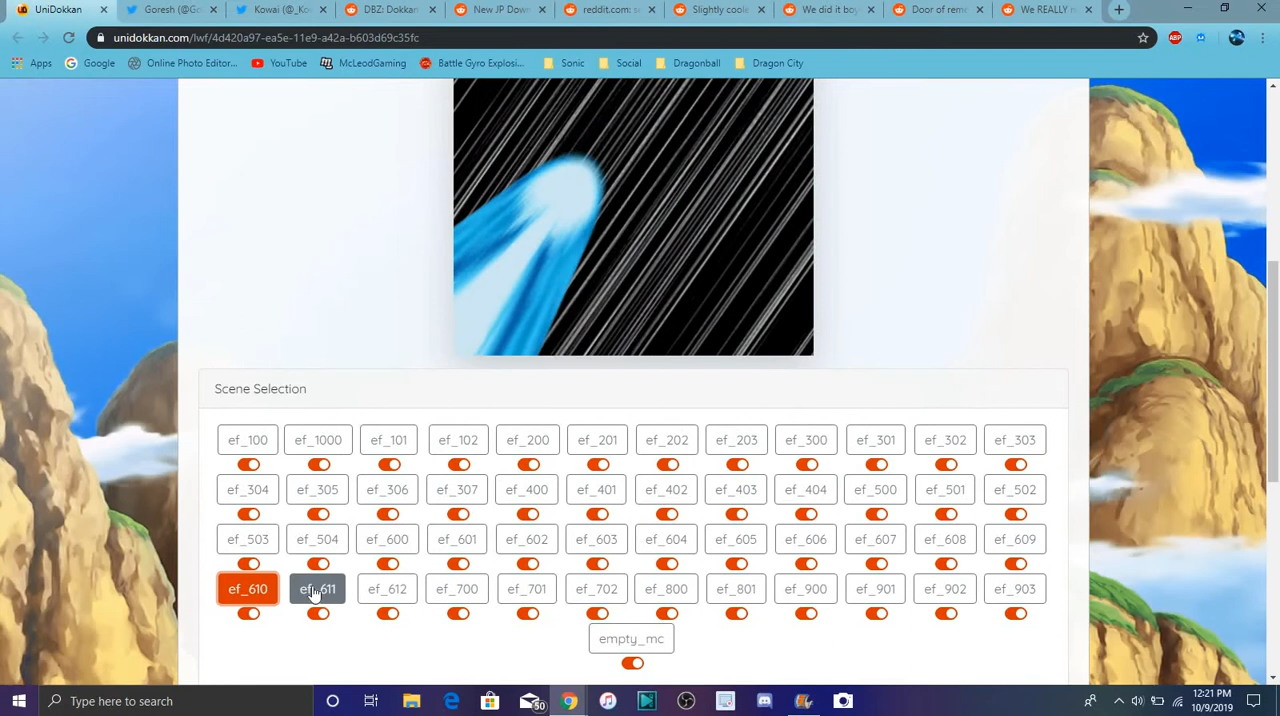 UniDokkan
Goresh (@Go
Kowai (@_Ko
DBZ: Dokkan
New JP Down
reddit.com: se
Slightly coole
We did it boy
Door of reme
We REALLY n
unidokkan.com/lwf/4d420a97-ea5e-11e9-a42a-b603d69c35fc
ABP
Apps Google Online Photo Editor... YouTube McLeodGaming Battle Gyro Explosi... Sonic Social Dragonball Dragon City
Scene Selection
ef_100 ef_1000 ef_101 ef_102 ef_200 ef_201 ef_202 ef_203 ef_300 ef_301 ef_302 ef_303
ef_304 ef_305 ef_306 ef_307 ef_400 ef_401 ef_402 ef_403 ef_404 ef_500 ef_501 ef_502
ef_503 ef_504 ef_600 ef_601 ef_602 ef_603 ef_604 ef_605 ef_606 ef_607 ef_608 ef_609
ef_610 ef_611 ef_612 ef_700 ef_701 ef_702 ef_800 ef_801 ef_900 ef_901 ef_902 ef_903
empty_mc
Type here to search
50
12:21 PM
10/9/2019